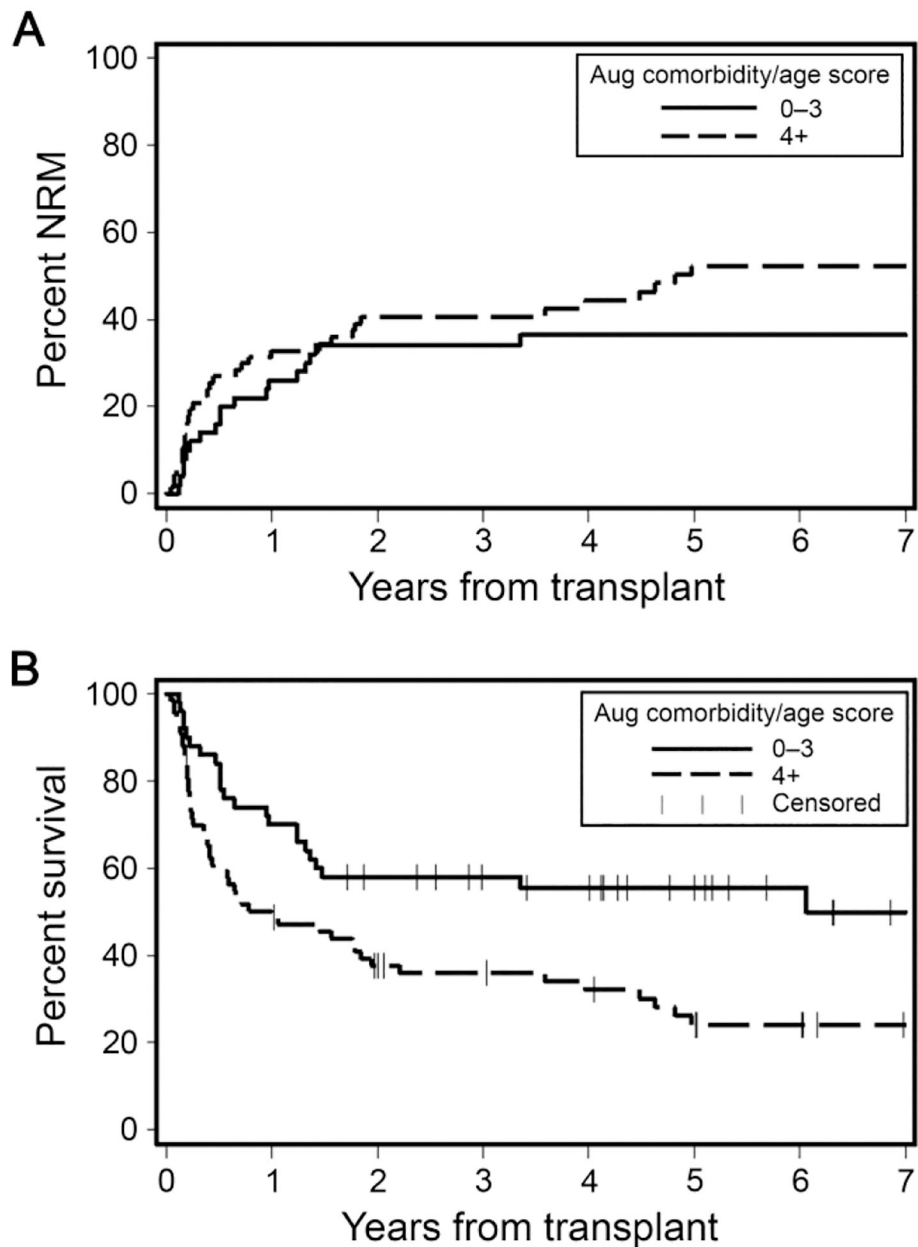 A
Percent NRM
100
80
60
40
20
0
Aug comorbidity/age score
0–3
4+
0 1 2 3 4 5 6 7
Years from transplant
B
Percent survival
100
80
60
40
20
0
Aug comorbidity/age score
0–3
4+
Censored
0 1 2 3 4 5 6 7
Years from transplant